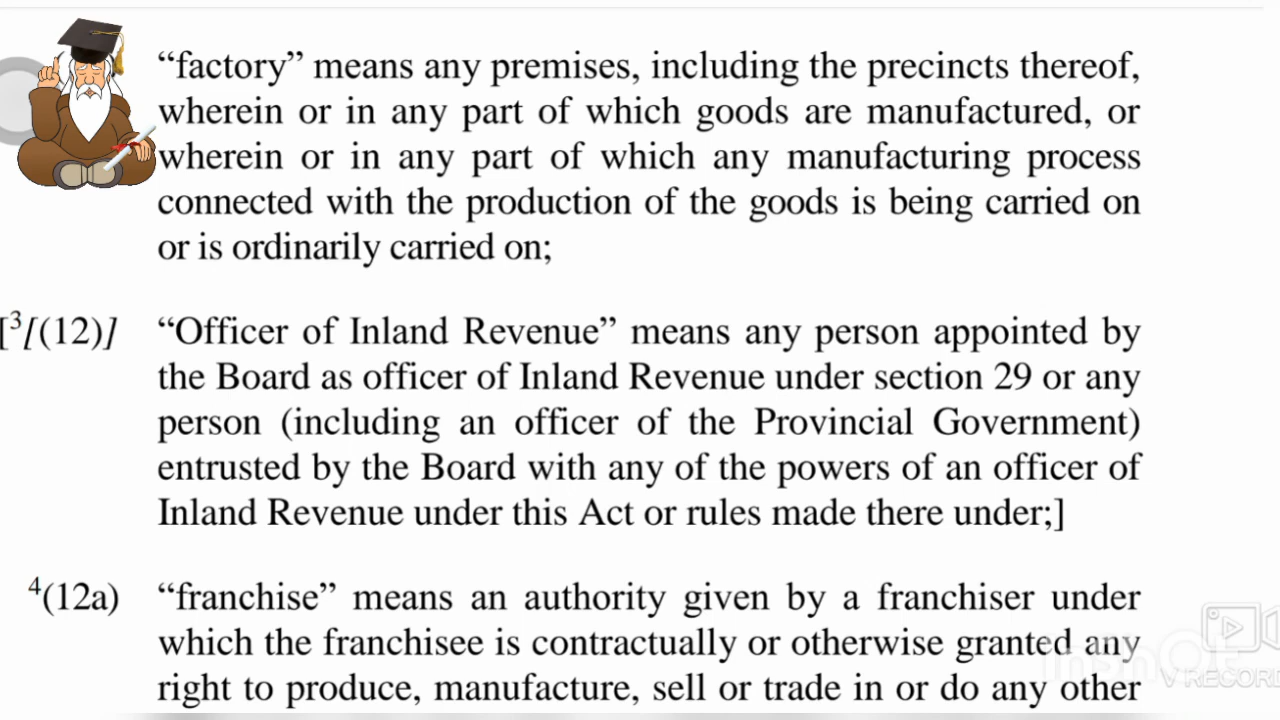 “factory” means any premises, including the precincts thereof,
wherein or in any part of which goods are manufactured, or
wherein or in any part of which any manufacturing process
connected with the production of the goods is being carried on
or is ordinarily carried on;
[³[(12)] “Officer of Inland Revenue” means any person appointed by
the Board as officer of Inland Revenue under section 29 or any
person (including an officer of the Provincial Government)
entrusted by the Board with any of the powers of an officer of
Inland Revenue under this Act or rules made there under;]
⁴(12a) “franchise” means an authority given by a franchiser under
which the franchisee is contractually or otherwise granted any
right to produce, manufacture, sell or trade in or do any other
V RECORD